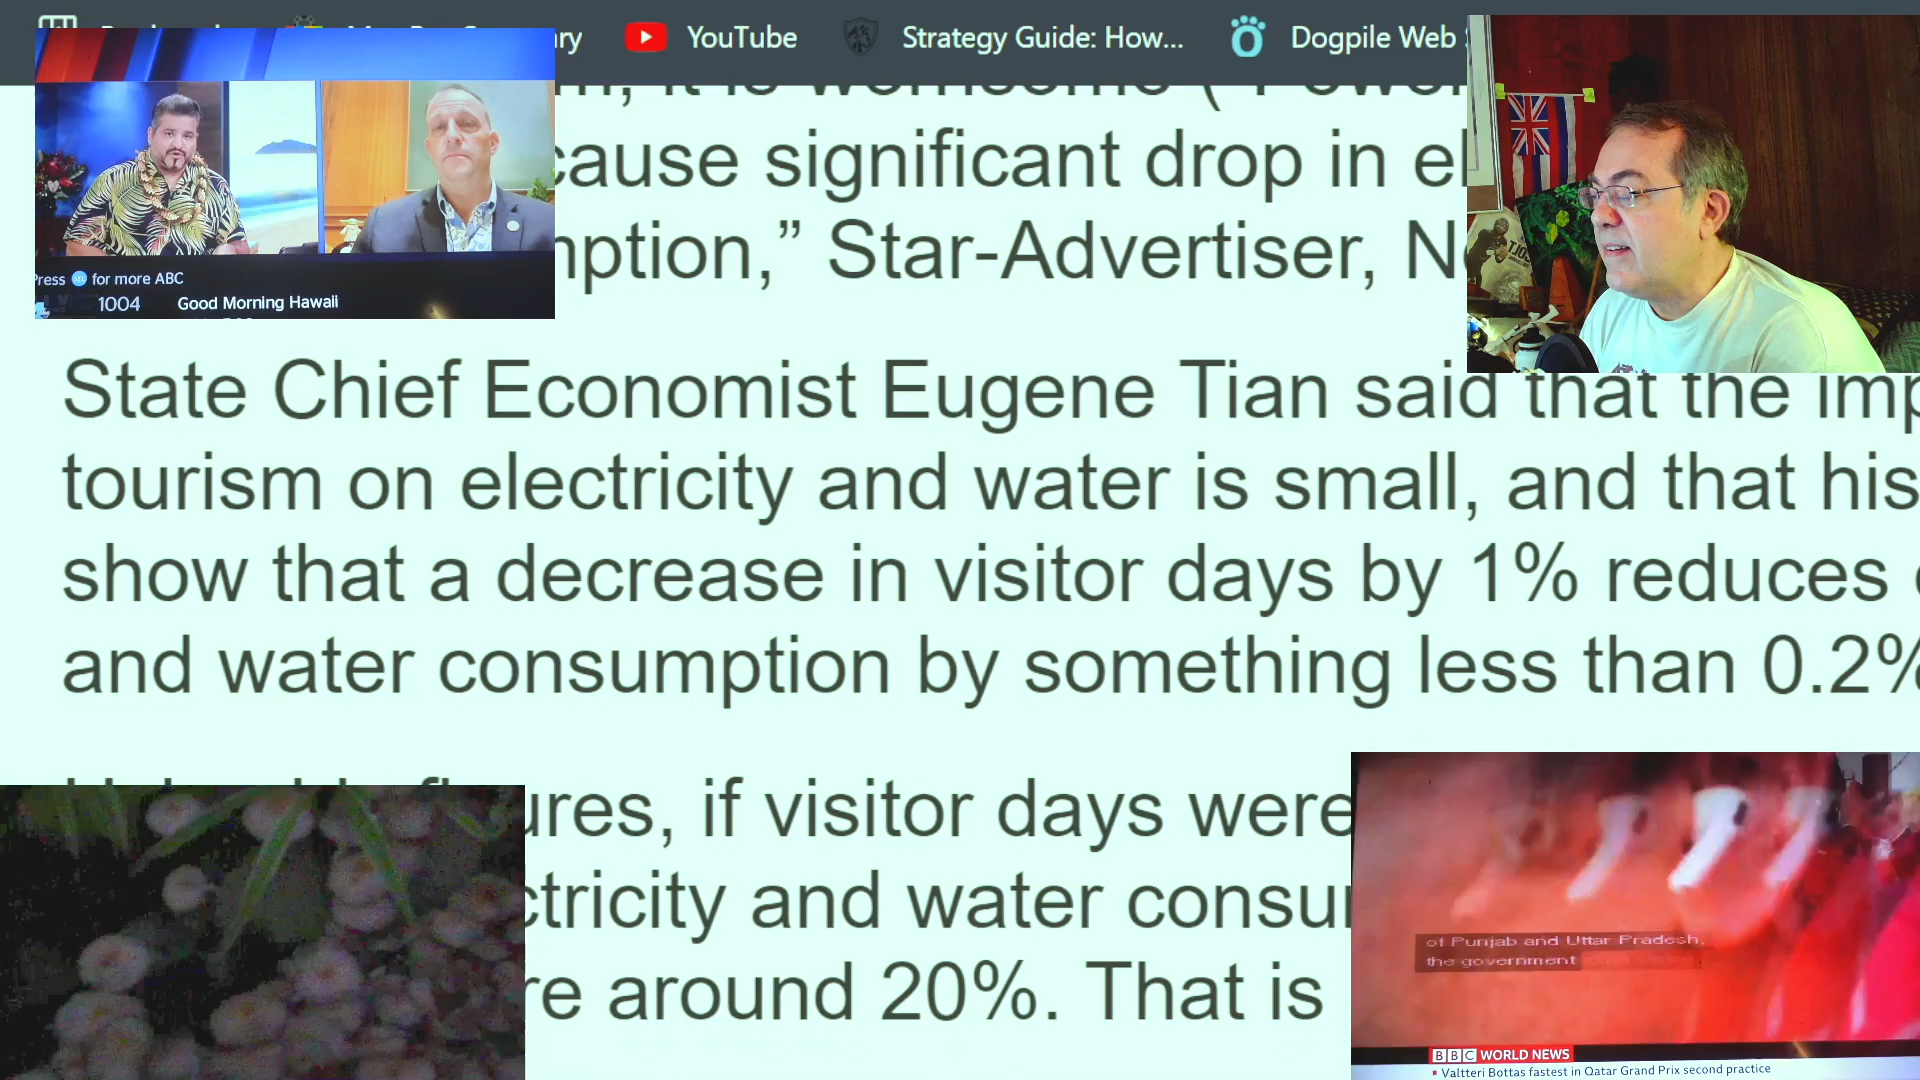 YouTube
Strategy Guide: How...
Dogpile Web
cause significant drop in el
mption,” Star-Advertiser, No
Press SEL for more ABC
1004 Good Morning Hawaii
State Chief Economist Eugene Tian said that the imp
tourism on electricity and water is small, and that his
show that a decrease in visitor days by 1% reduces
and water consumption by something less than 0.2%
ures, if visitor days were
ctricity and water consu
re around 20%. That is
of Punjab and Uttar Pradesh,
the government
BBC WORLD NEWS
Valtteri Bottas fastest in Qatar Grand Prix second practice